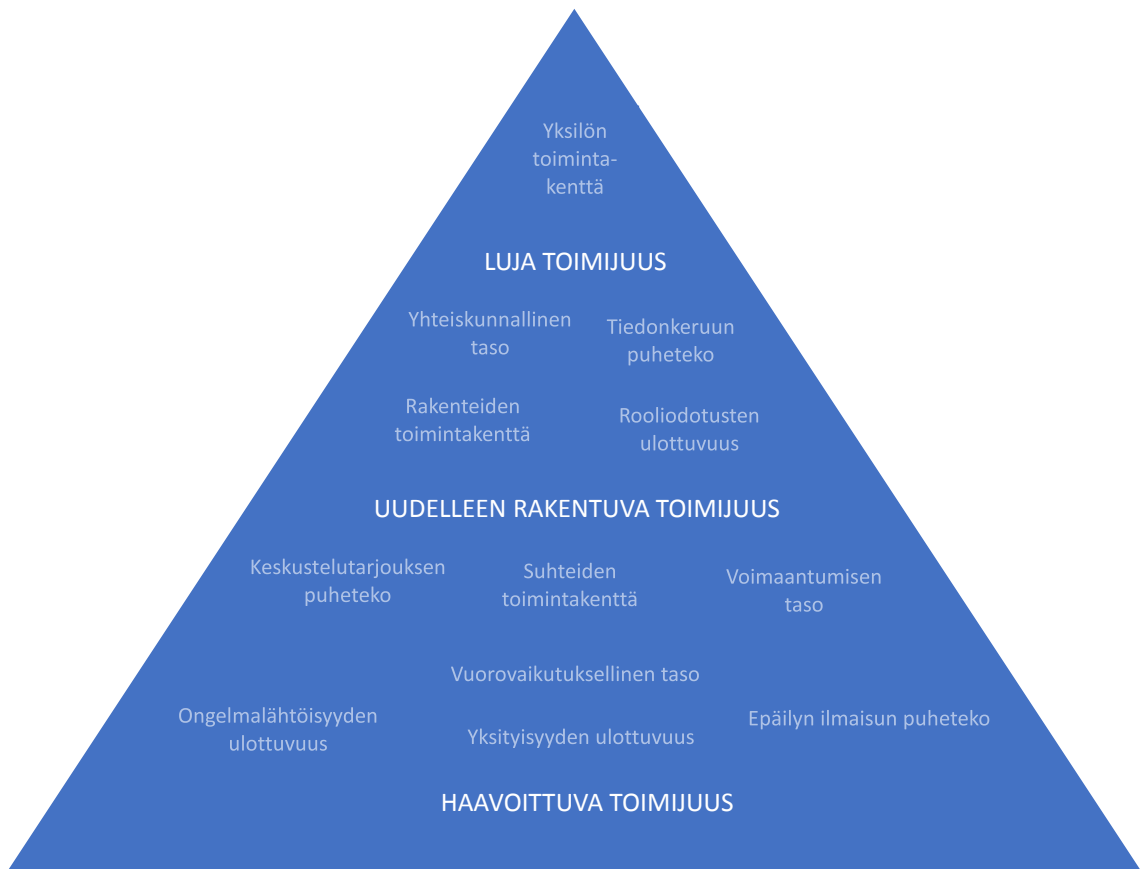 Yksilön
toiminta-
kenttä
LUJA TOIMIJUUS
Yhteiskunnallinen
taso
Tiedonkeruun
puheteko
Rakenteiden
toimintakenttä
Rooliodotusten
ulottuvuus
UUDELLEEN RAKENTUVA TOIMIJUUS
Keskustelutarjouksen
puheteko
Suhteiden
toimintakenttä
Voimaantumisen
taso
Vuorovaikutuksellinen taso
Ongelmalähtöisyyden
ulottuvuus
Yksityisyyden ulottuvuus
Epäilyn ilmaisun puheteko
HAAVOITTUVA TOIMIJUUS